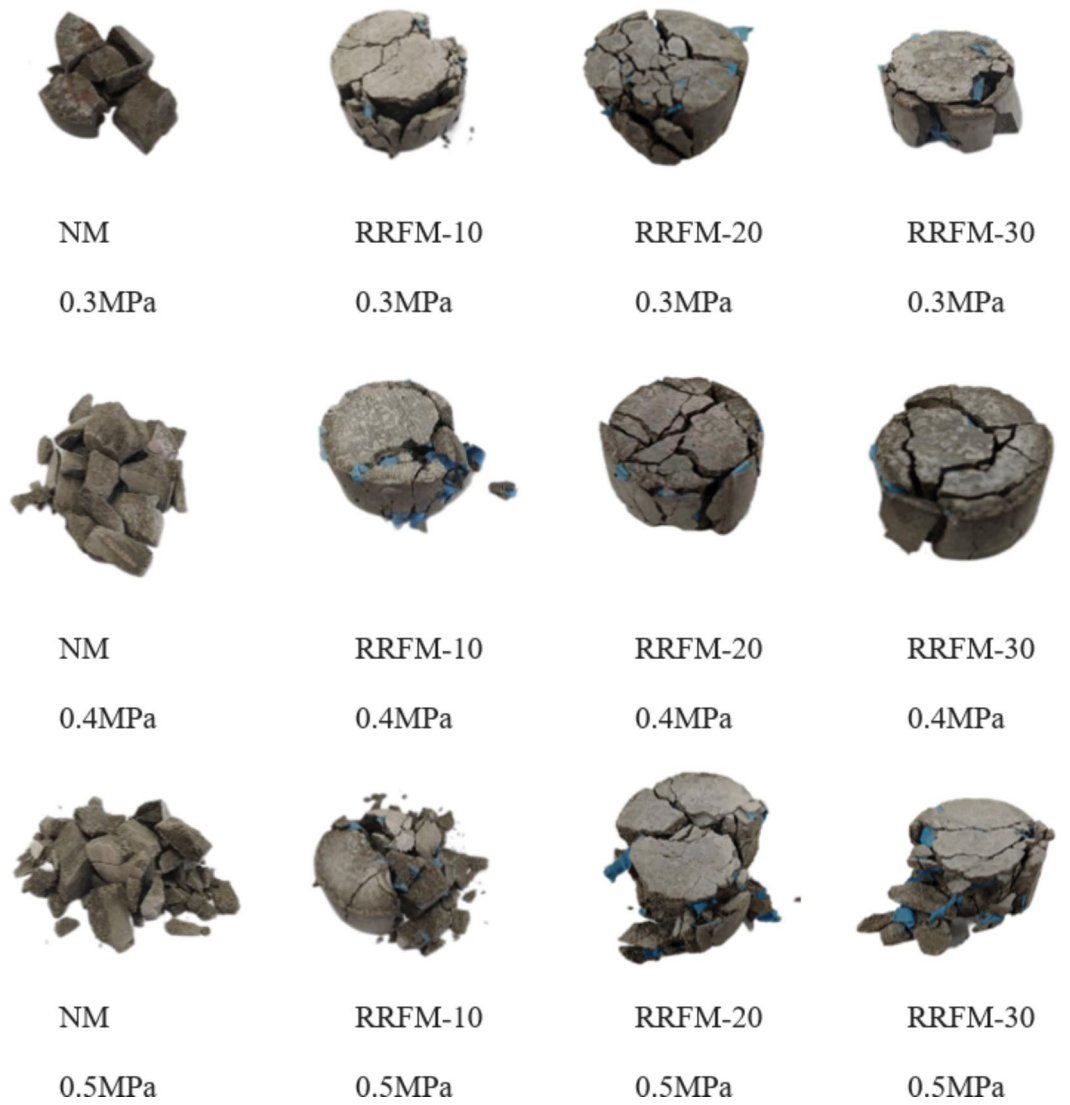 NM RRFM-10 RRFM-20 RRFM-30
0.3MPa 0.3MPa 0.3MPa 0.3MPa
NM RRFM-10 RRFM-20 RRFM-30
0.4MPa 0.4MPa 0.4MPa 0.4MPa
NM RRFM-10 RRFM-20 RRFM-30
0.5MPa 0.5MPa 0.5MPa 0.5MPa